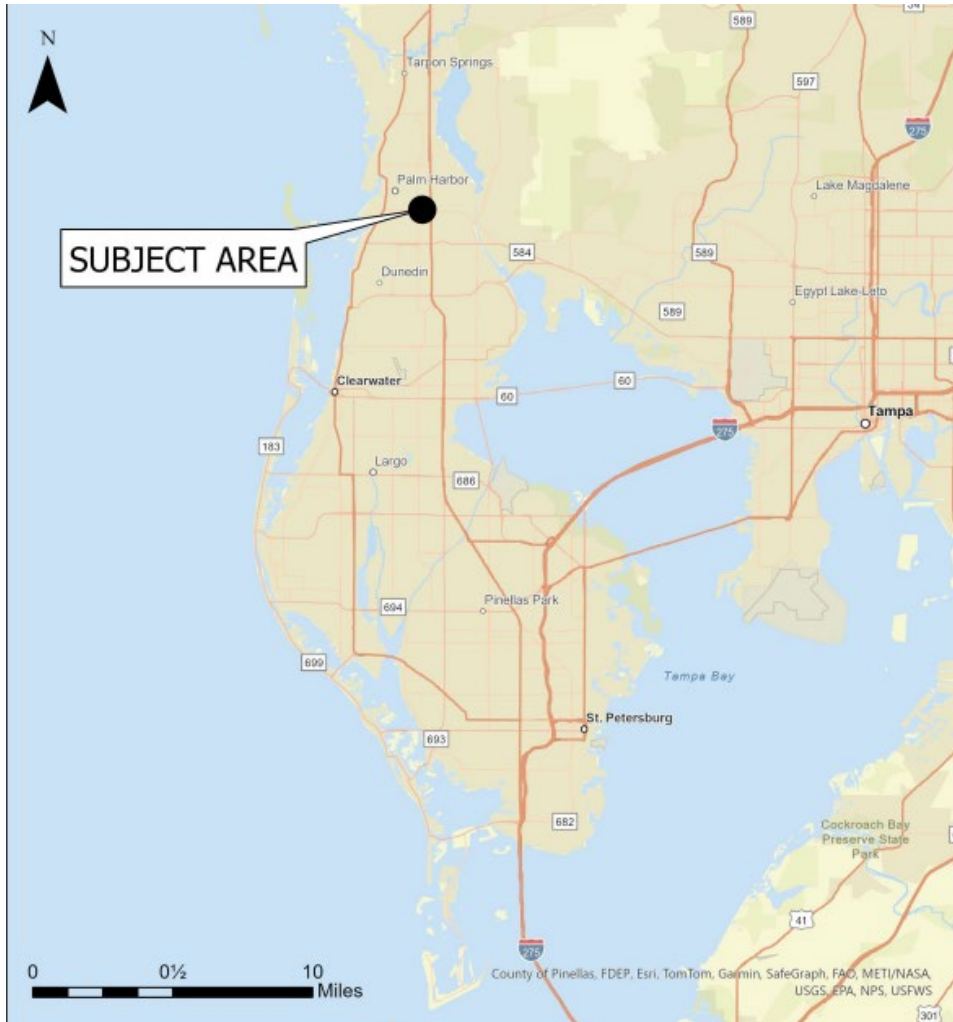 54
589
N
Tarpon Springs
597
275
Palm Harbor
Lake Magdalene
SUBJECT AREA
584
589
Dunedin
Egypt Lake-Leto
589
Clearwater
60
60
Tampa
275
183
Largo
686
694
Pinellas Park
699
Tampa Bay
St. Petersburg
693
682
Cockroach Bay
Preserve State
Park
41
275
0
0½
10
Miles
County of Pinellas, FDEP, Esri, TomTom, Garmin, SafeGraph, FAO, METI/NASA,
USGS, EPA, NPS, USFWS
301